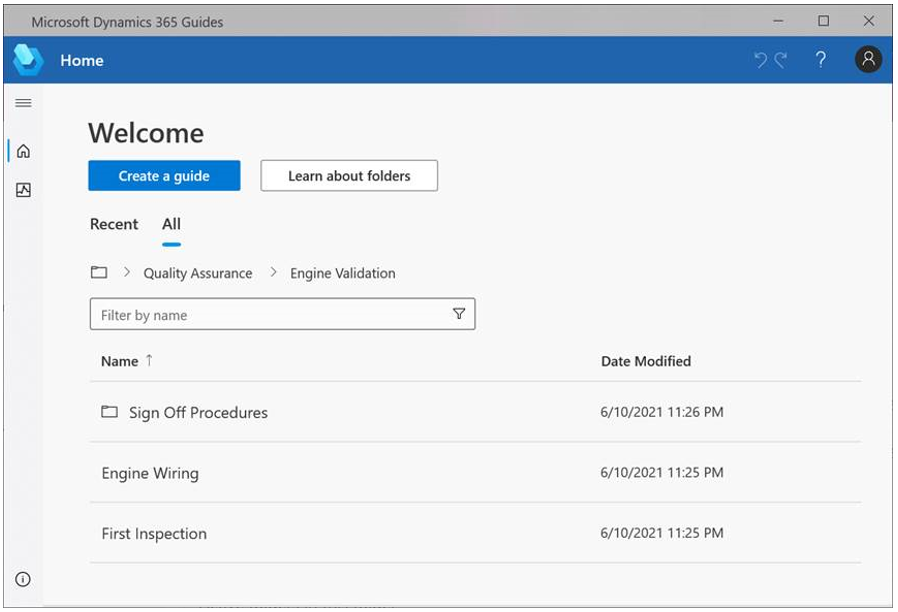 Microsoft Dynamics 365 Guides
Home
?
Welcome
Create a guide Learn about folders
Recent All
> Quality Assurance > Engine Validation
Filter by name
Name ↑ Date Modified
Sign Off Procedures 6/10/2021 11:26 PM
Engine Wiring 6/10/2021 11:25 PM
First Inspection 6/10/2021 11:25 PM